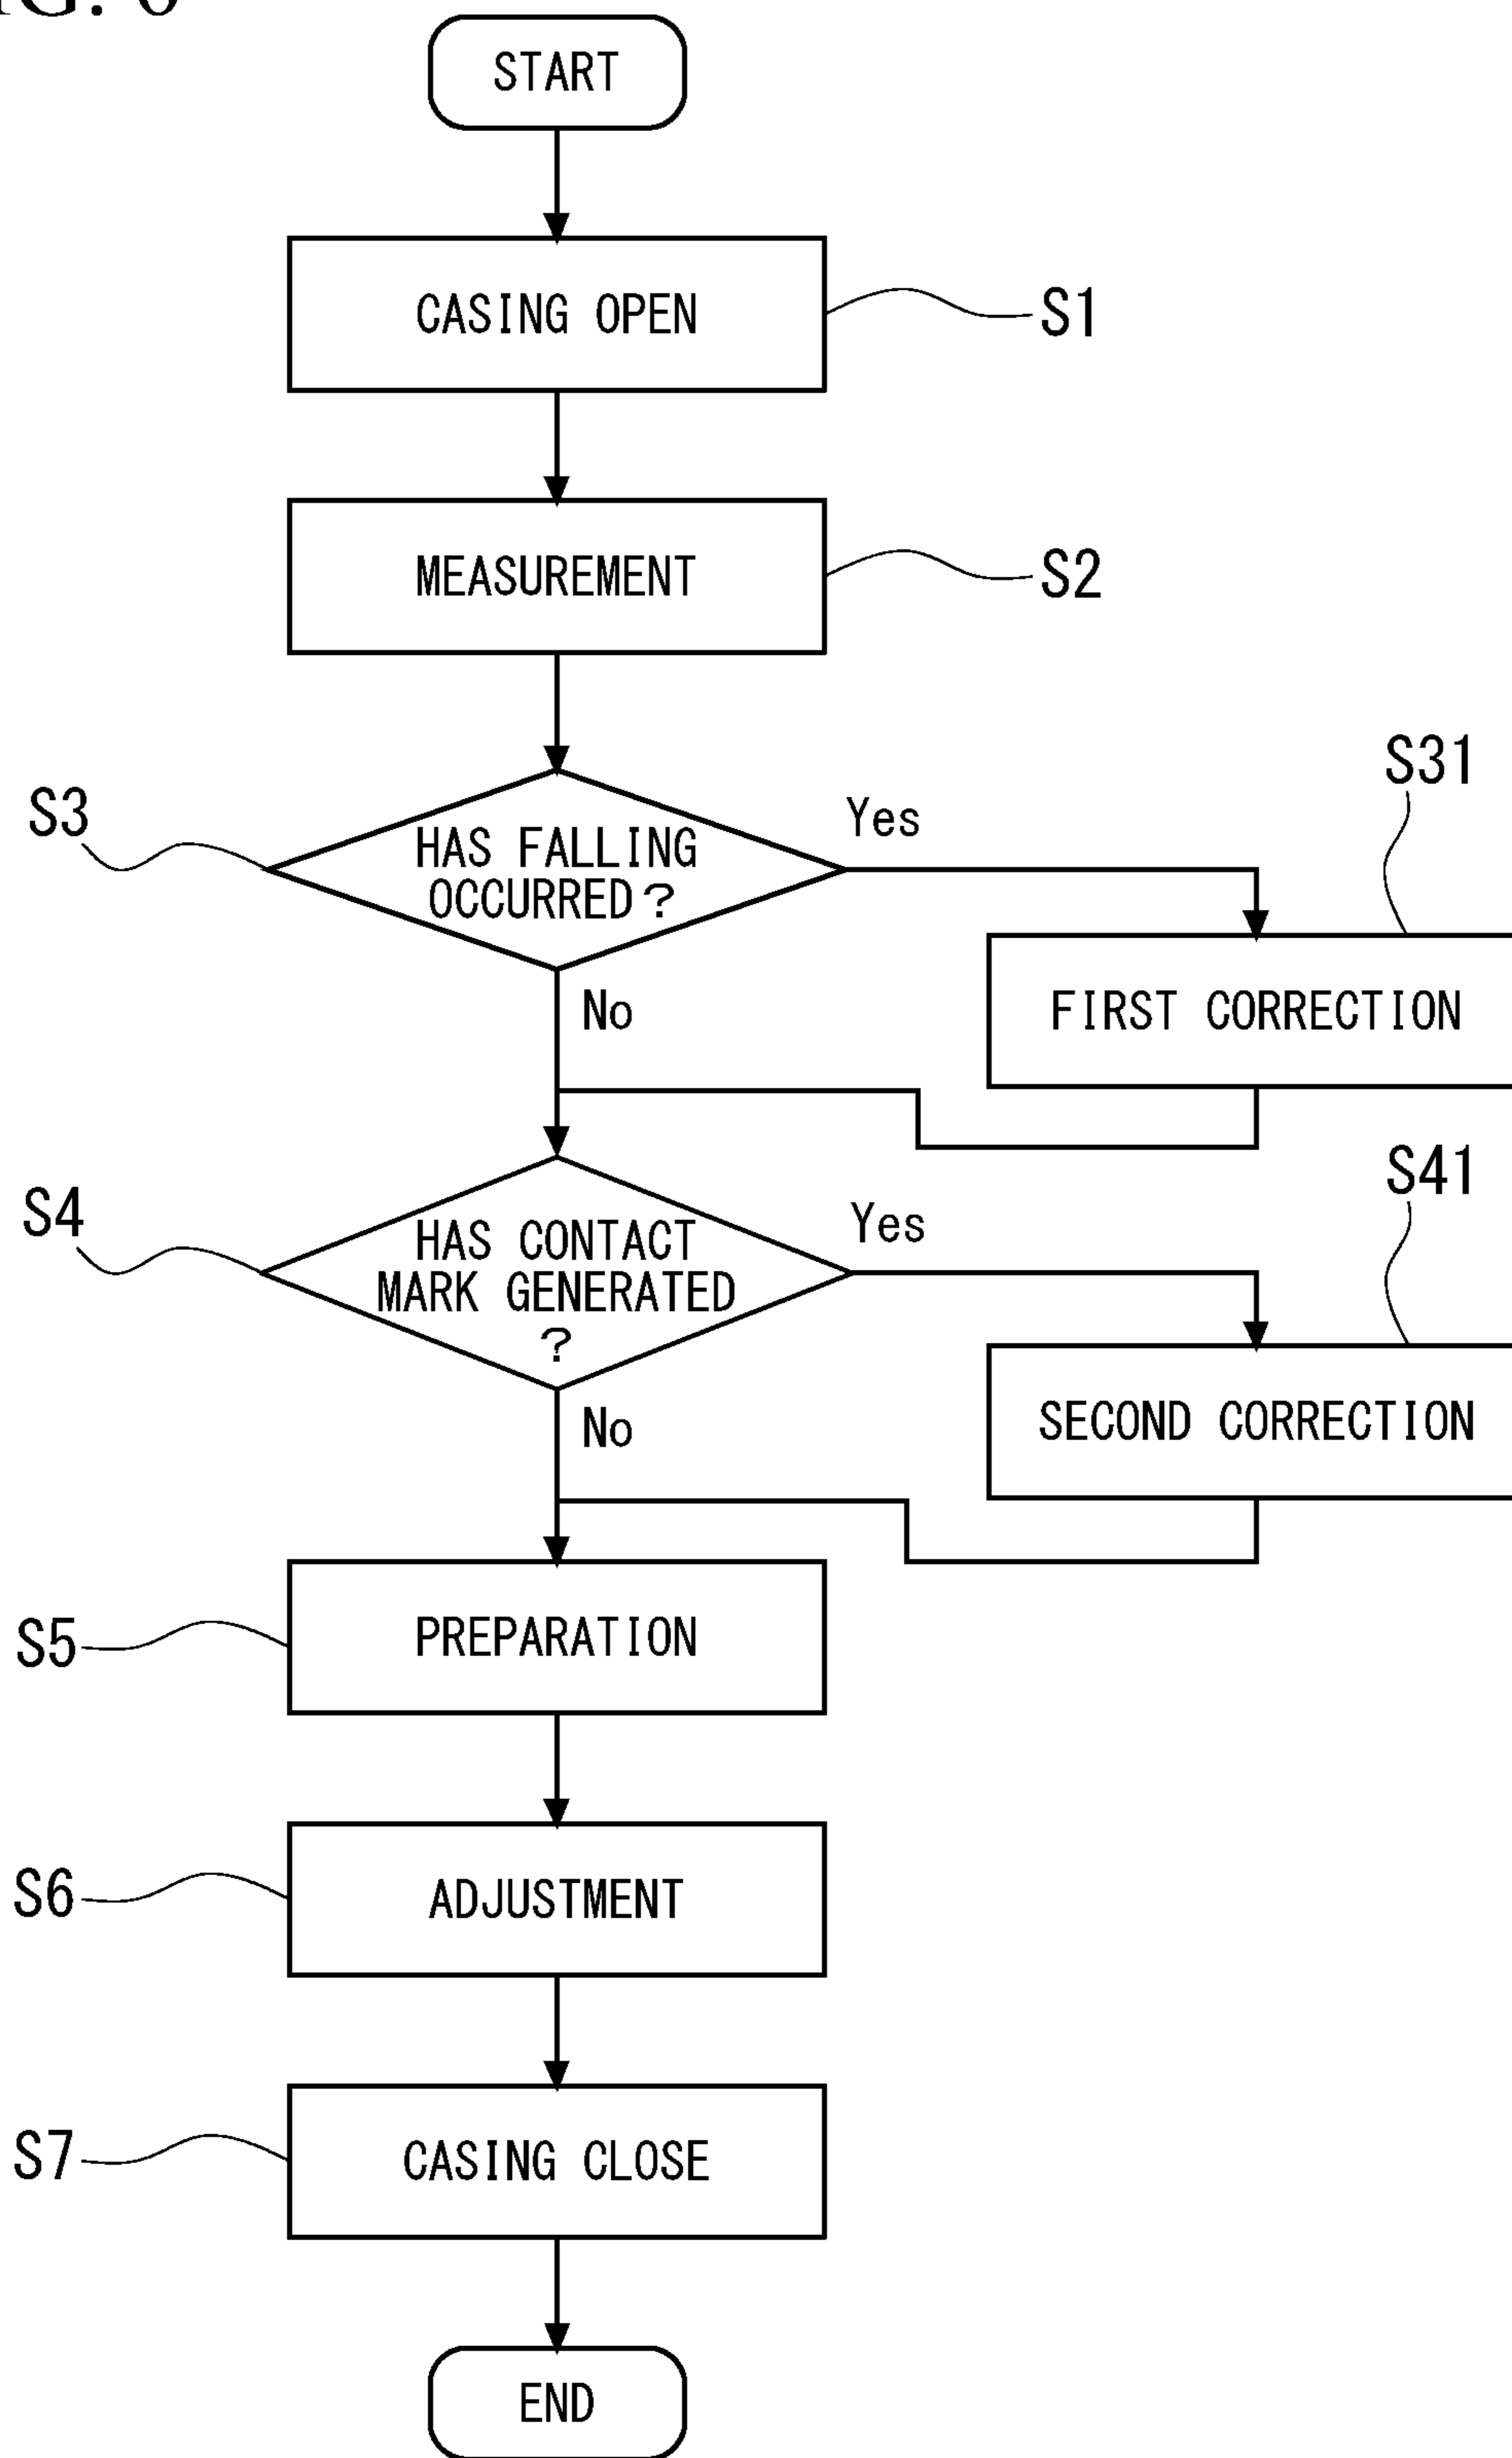 START
CASING OPEN
S1
MEASUREMENT
S2
S31
S3
Yes
HAS FALLING
OCCURRED?
FIRST CORRECTION
No
S41
S4
Yes
HAS CONTACT
MARK GENERATED
?
SECOND CORRECTION
No
PREPARATION
S5
ADJUSTMENT
S6
CASING CLOSE
S7
END